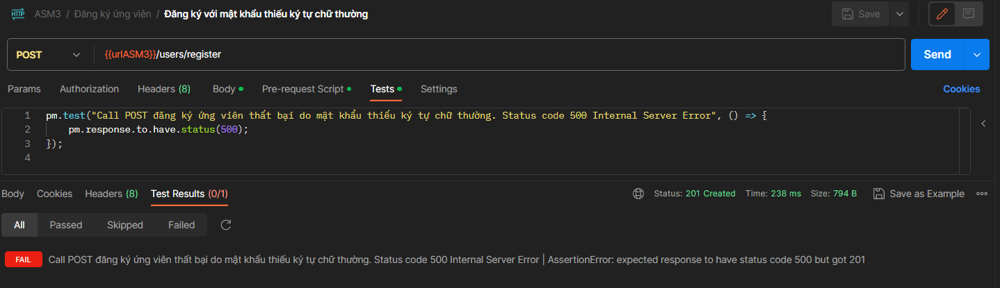 HTTP ASM3 / Đăng ký ứng viên / Đăng ký với mật khẩu thiếu ký tự chữ thường Save
POST {{urlASM3}}/users/register Send
Params Authorization Headers (8) Body Pre-request Script Tests Settings Cookies
1 pm.test("Call POST đăng ký ứng viên thất bại do mật khẩu thiếu ký tự chữ thường. Status code 500 Internal Server Error", () => {
2 pm.response.to.have.status(500);
3 });
4
Body Cookies Headers (8) Test Results (0/1) Status: 201 Created Time: 238 ms Size: 794 B Save as Example
All Passed Skipped Failed
FAIL Call POST đăng ký ứng viên thất bại do mật khẩu thiếu ký tự chữ thường. Status code 500 Internal Server Error | AssertionError: expected response to have status code 500 but got 201